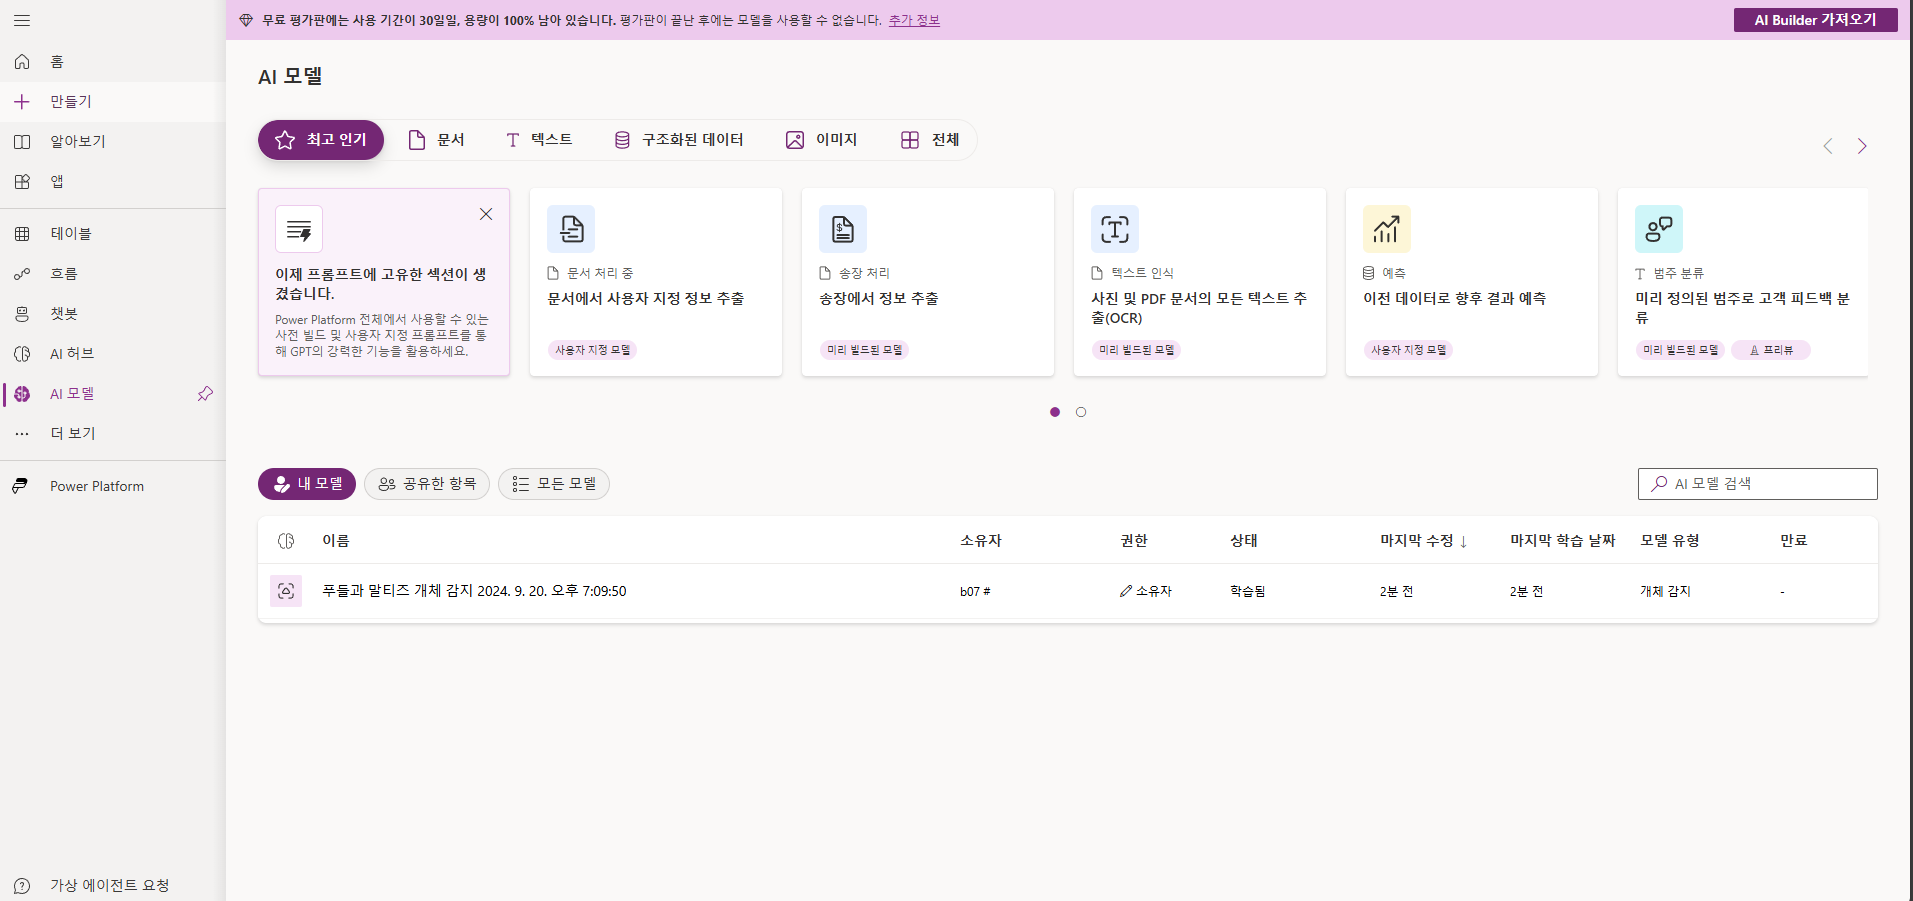 무료 평가판에는 사용 기간이 30일일, 용량이 100% 남아 있습니다. 평가판이 끝난 후에는 모델을 사용할 수 없습니다. 추가 정보
AI Builder 가져오기
홈
만들기
알아보기
앱
테이블
흐름
챗봇
AI 허브
AI 모델
더 보기
Power Platform
가상 에이전트 요청
AI 모델
최고 인기
문서
텍스트
구조화된 데이터
이미지
전체
이제 프롬프트에 고유한 섹션이 생
겼습니다.
Power Platform 전체에서 사용할 수 있는
사전 빌드 및 사용자 지정 프롬프트를 통
해 GPT의 강력한 기능을 활용하세요.
문서 처리 중
문서에서 사용자 지정 정보 추출
사용자 지정 모델
송장 처리
송장에서 정보 추출
미리 빌드된 모델
텍스트 인식
사진 및 PDF 문서의 모든 텍스트 추
출(OCR)
미리 빌드된 모델
예측
이전 데이터로 향후 결과 예측
사용자 지정 모델
범주 분류
미리 정의된 범주로 고객 피드백 분
류
미리 빌드된 모델
프리뷰
내 모델
공유한 항목
모든 모델
AI 모델 검색
이름
소유자
권한
상태
마지막 수정 ↓
마지막 학습 날짜
모델 유형
만료
푸들과 말티즈 개체 감지 2024. 9. 20. 오후 7:09:50
b07 #
소유자
학습됨
2분 전
2분 전
개체 감지
-